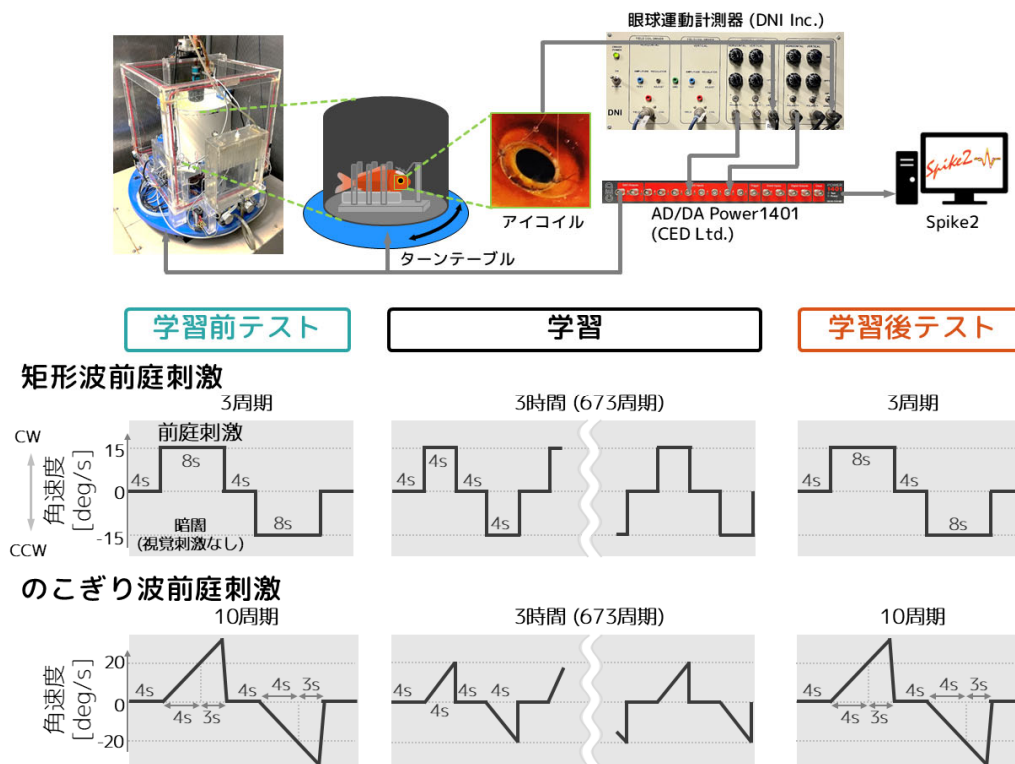 眼球運動計測器 (DNI Inc.)
DNI
アイコイル
ターンテーブル
AD/DA Power1401
(CED Ltd.)
Spike2
Spike2
学習前テスト
学習
学習後テスト
矩形波前庭刺激
3周期
3時間 (673周期)
3周期
CW
CCW
角速度
[deg/s]
15
0
-15
前庭刺激
4s
8s
4s
8s
暗闇
(視覚刺激なし)
4s
4s
4s
4s
4s
8s
4s
8s
のこぎり波前庭刺激
10周期
3時間 (673周期)
10周期
角速度
[deg/s]
20
0
-20
4s
4s
3s
4s
4s
3s
4s
4s
4s
4s
4s
4s
3s
4s
4s
3s